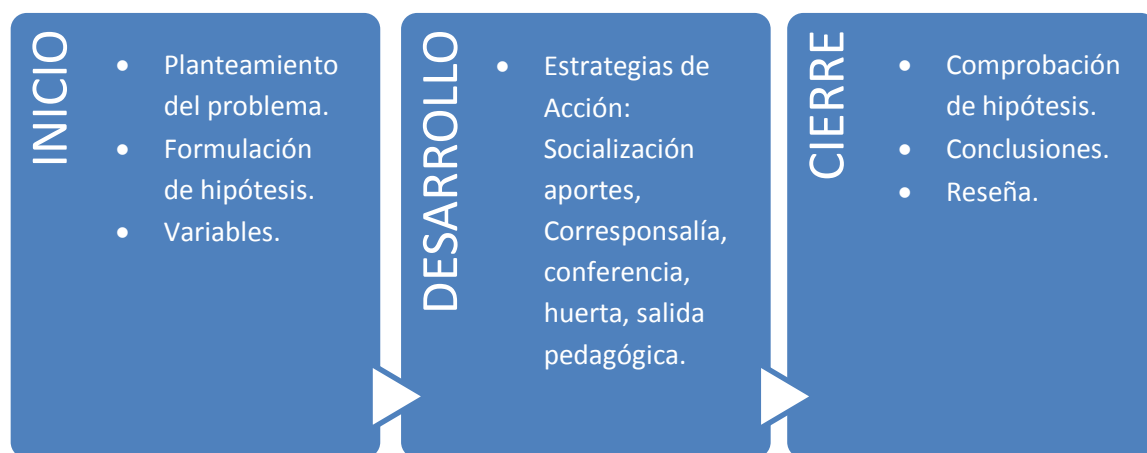 INICIO
• Planteamiento
del problema.
• Formulación
de hipótesis.
• Variables.
DESARROLLO
• Estrategias de
Acción:
Socialización
aportes,
Corresponsalía,
conferencia,
huerta, salida
pedagógica.
CIERRE
• Comprobación
de hipótesis.
• Conclusiones.
• Reseña.